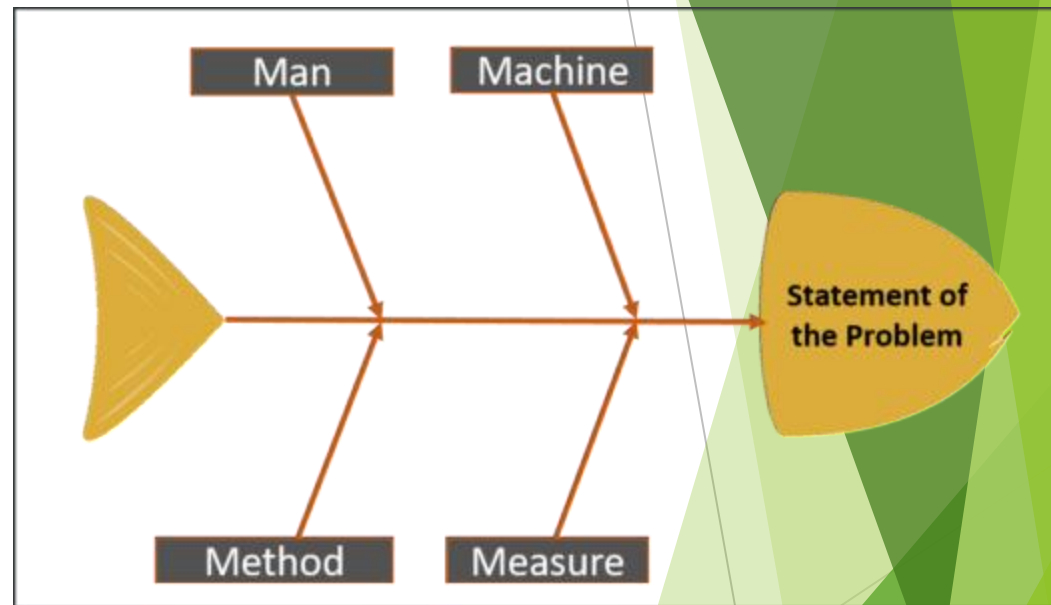 Man
Machine
Statement of
the Problem
Method
Measure